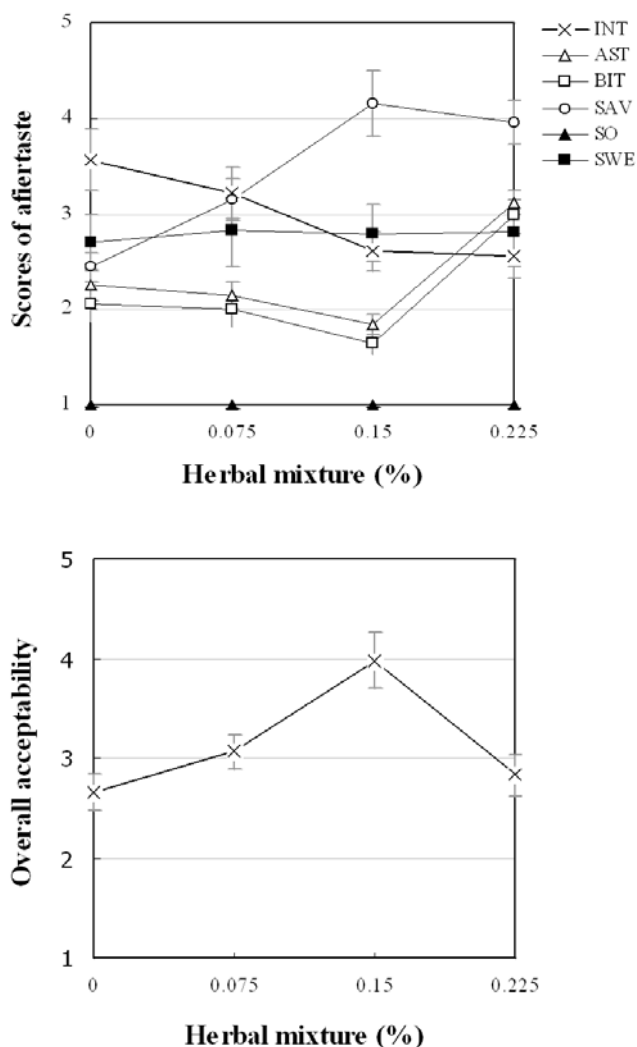 5
4
3
2
1
Scores of afiertaste
0
0.075
0.15
0.225
Herbal mixture (%)
INT
AST
BIT
SAV
SO
SWE
5
4
3
2
1
Overall acceptability
0
0.075
0.15
0.225
Herbal mixture (%)